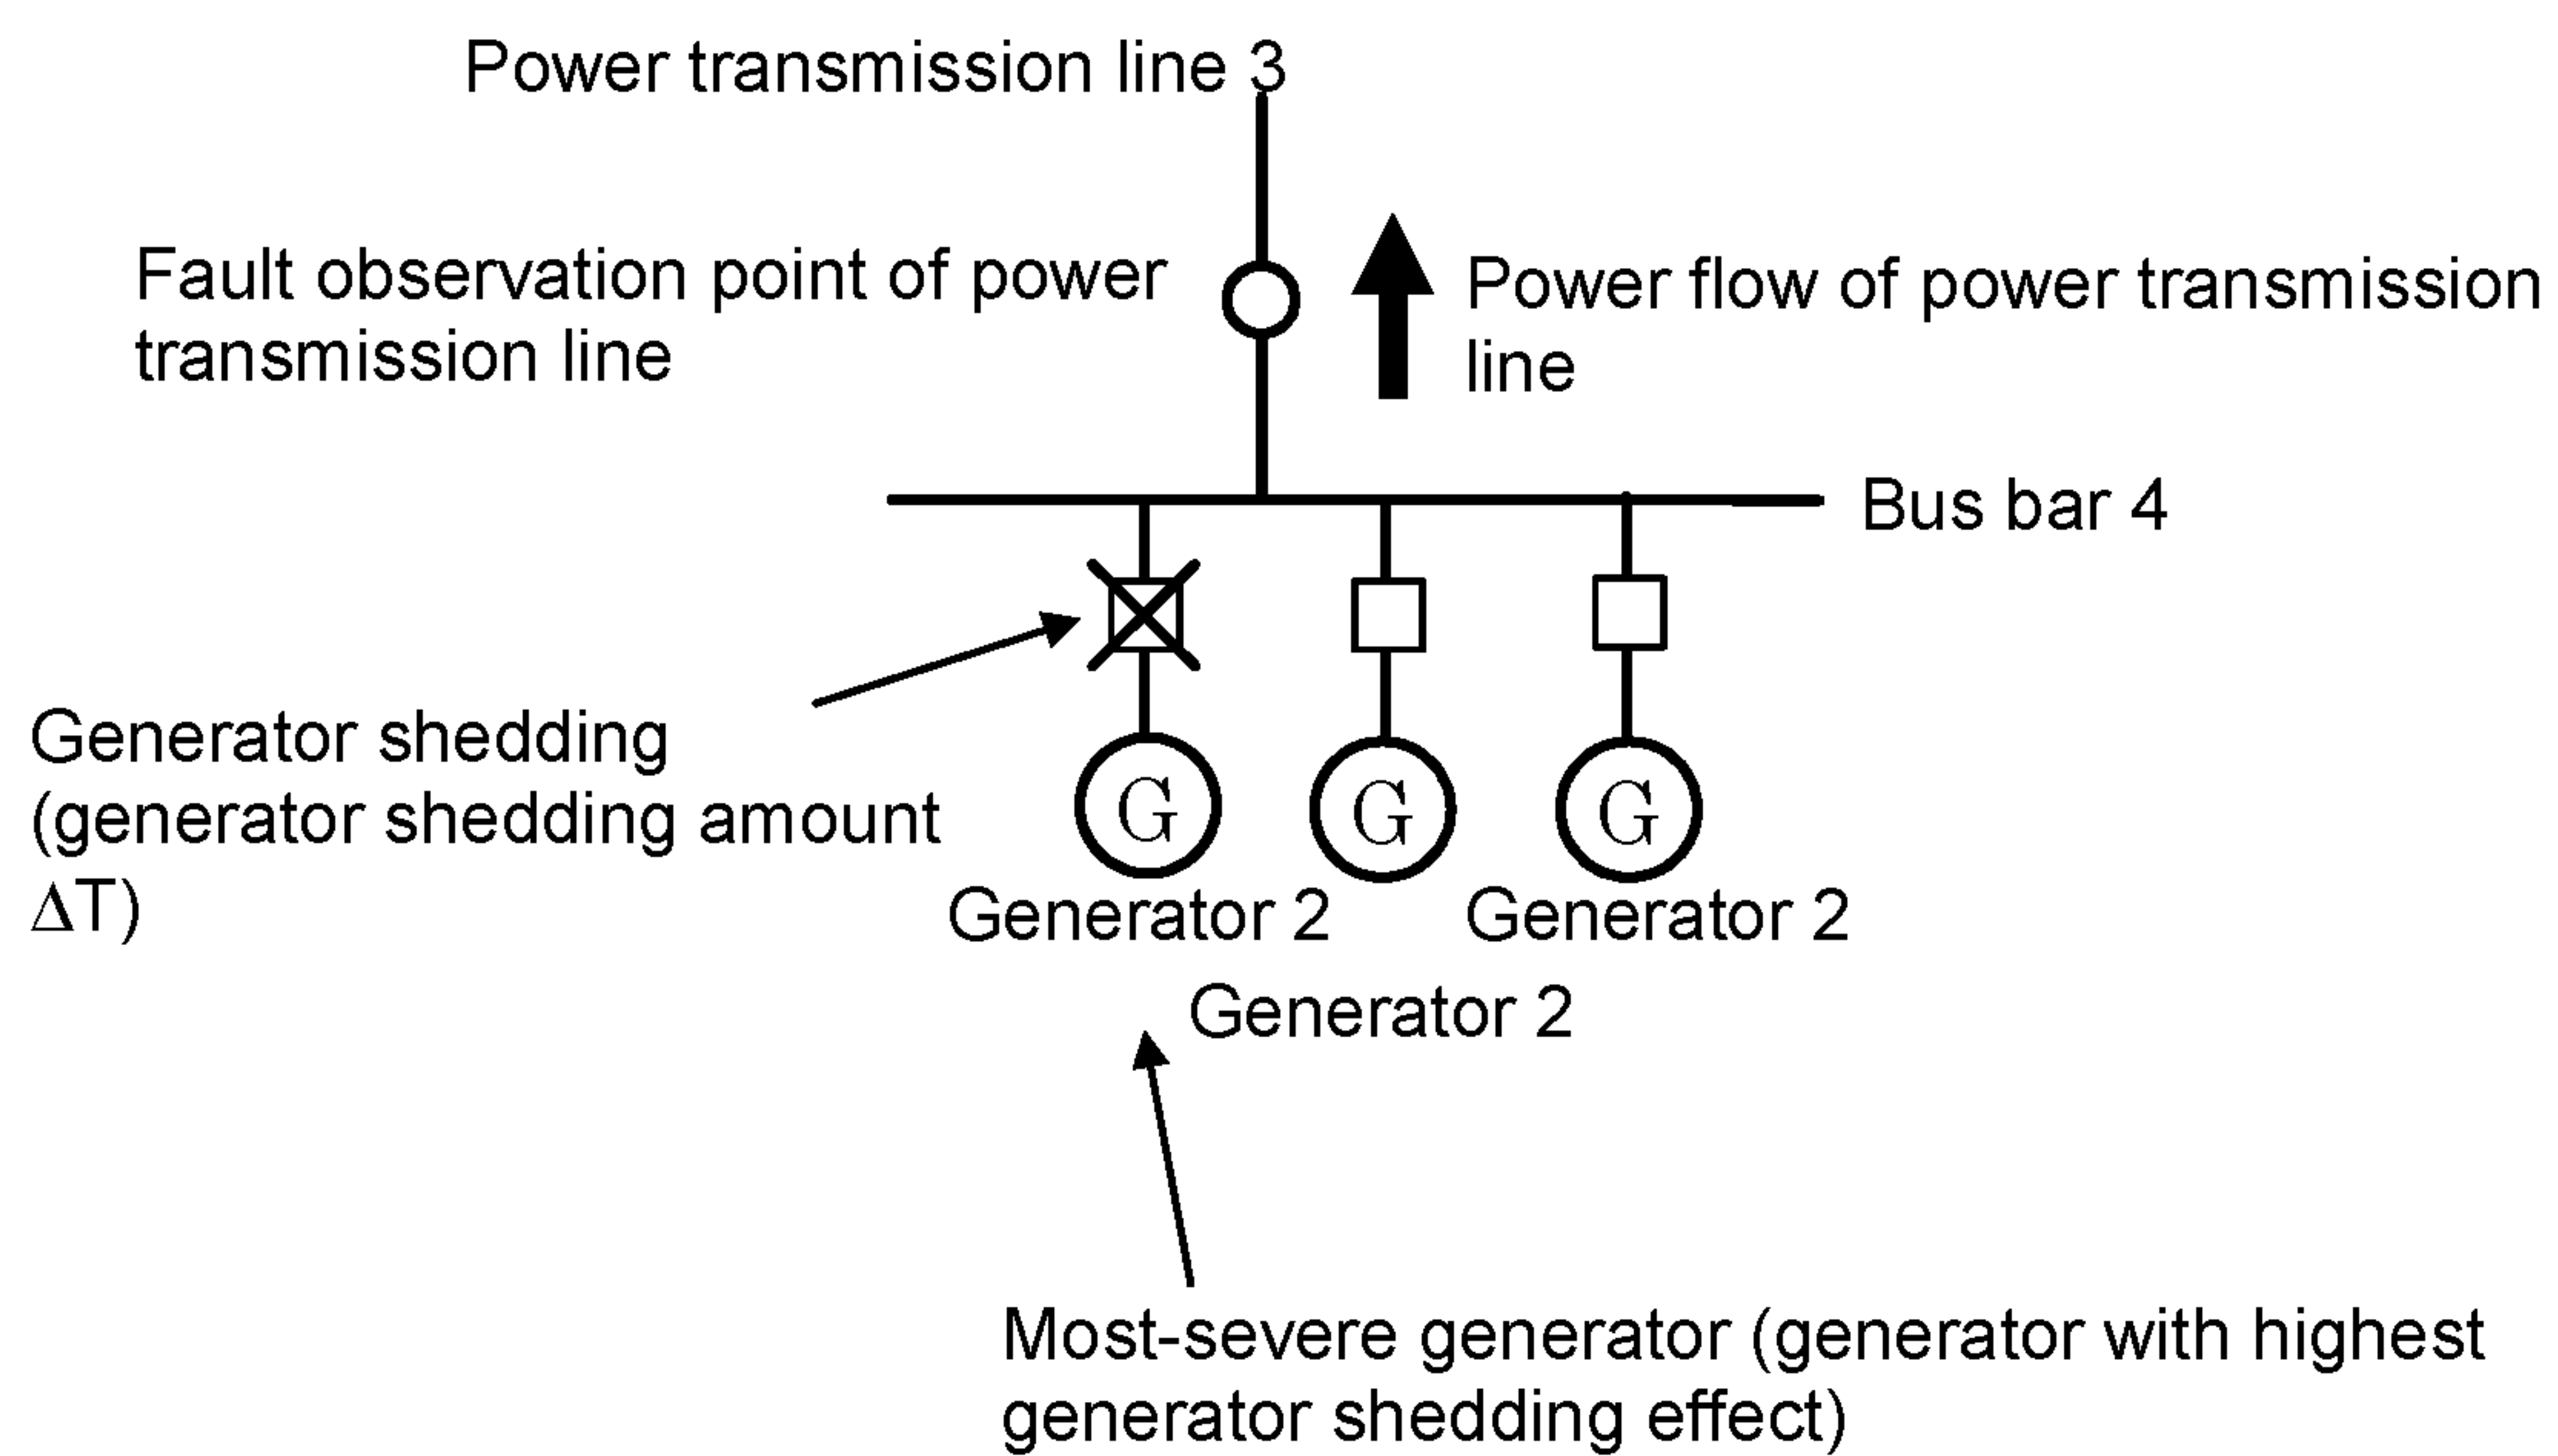 Power transmission line 3
Fault observation point of power
transmission line
Power flow of power transmission
line
Bus bar 4
Generator shedding
(generator shedding amount
ΔT)
G
G
G
Generator 2
Generator 2
Generator 2
Most-severe generator (generator with highest
generator shedding effect)